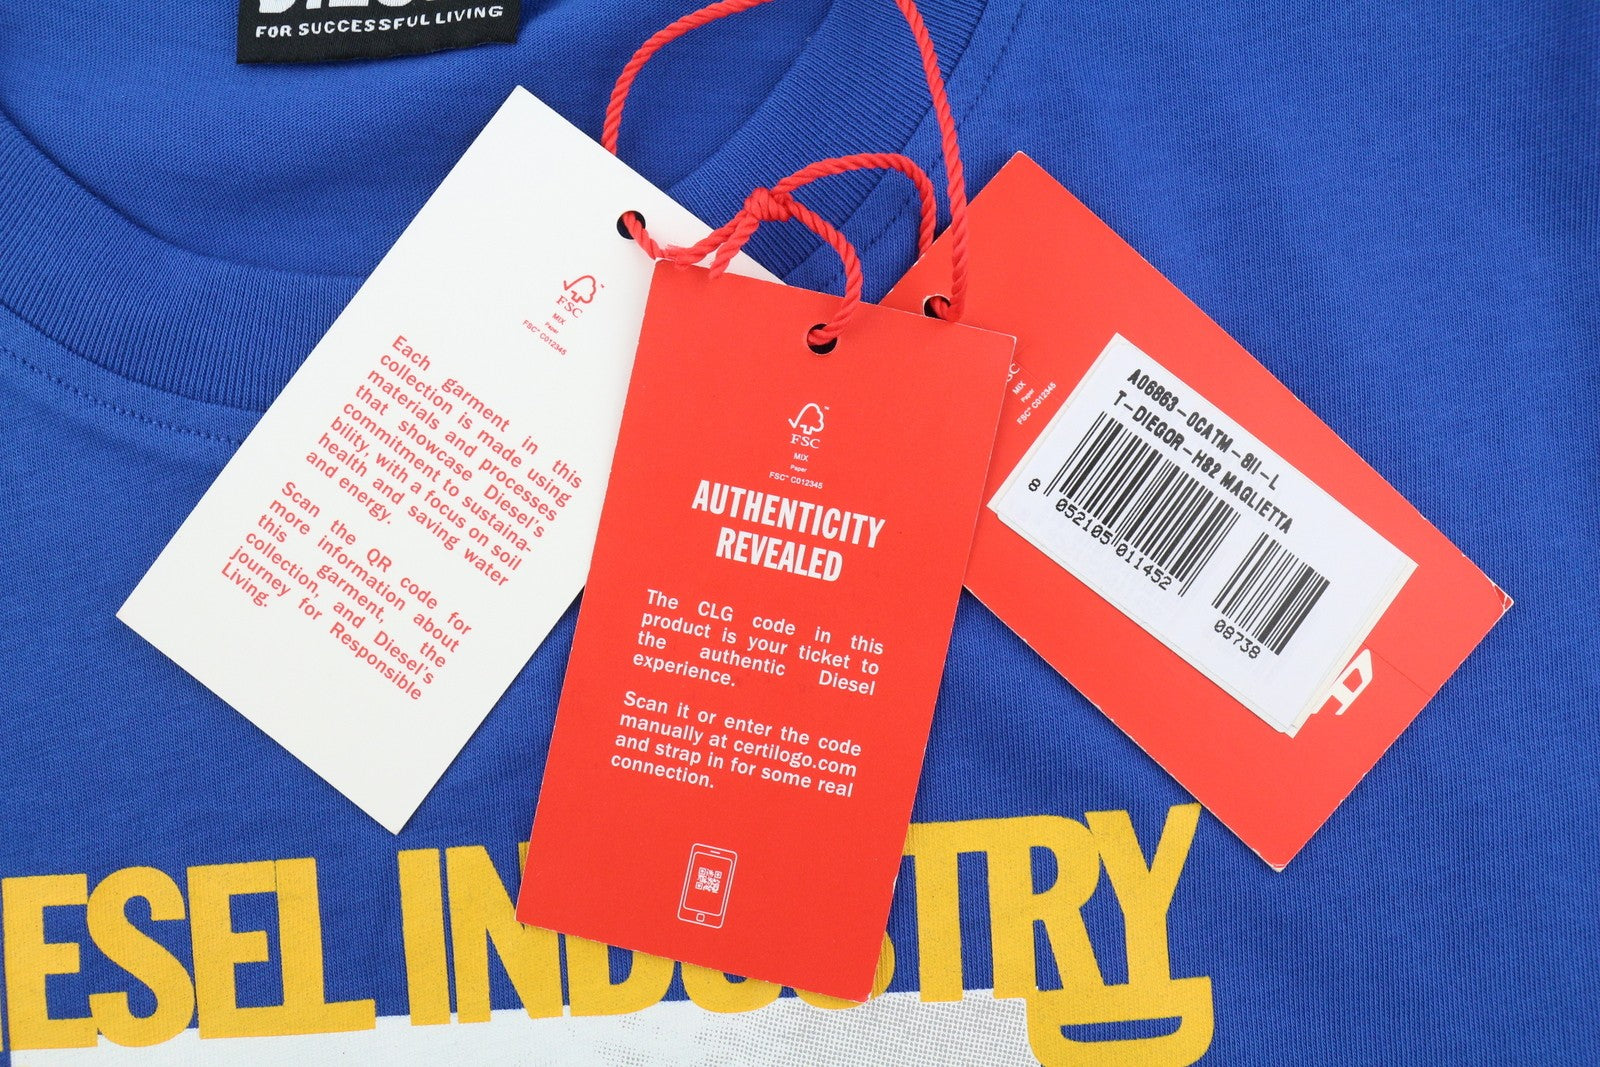 FOR SUCCESSFUL LIVING
FSC
MIX
Paper
FSC™ C012345
Each garment in this
collection is made using
materials and processes
that showcase Diesel's
commitment to sustaina-
bility, with a focus on soil
health and saving water
and energy.
Scan the QR code for
more information about
this garment, the
collection, and Diesel's
journey for Responsible
Living.
FSC
MIX
Paper
FSC™ C012345
AUTHENTICITY
REVEALED
The CLG code in this
product is your ticket to
the authentic Diesel
experience.
Scan it or enter the code
manually at certilogo.com
and strap in for some real
connection.
MIX
Paper
FSC™ C012345
A06863-0CATM-8II-L
T-DIEGOR-H82 MAGLIETTA
8 052105 011452
08738
D
ESEL INDUSTRY